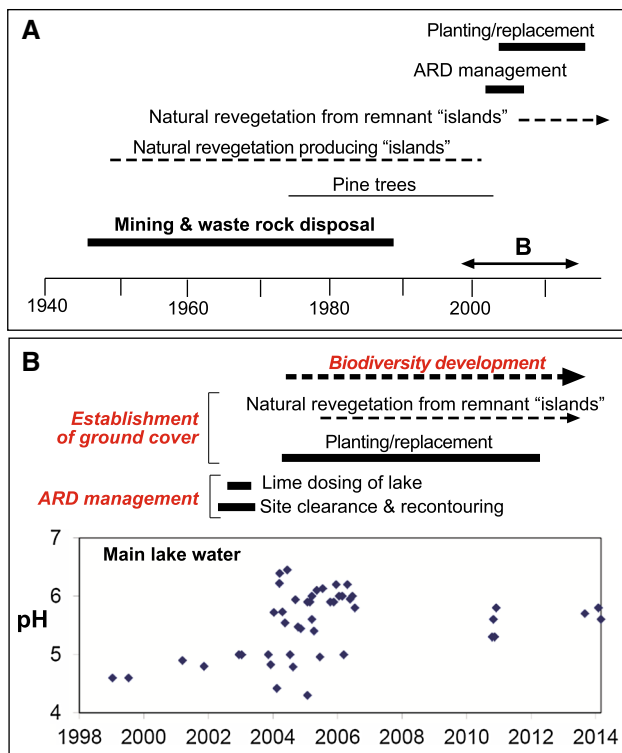 A
Planting/replacement
ARD management
Natural revegetation from remnant “islands”
Natural revegetation producing “islands”
Pine trees
Mining & waste rock disposal
B
1940 1960 1980 2000
B
Biodiversity development
Establishment
of ground cover
Natural revegetation from remnant “islands”
Planting/replacement
ARD management
Lime dosing of lake
Site clearance & recontouring
Main lake water
pH
7
6
5
4
1998 2000 2002 2004 2006 2008 2010 2012 2014